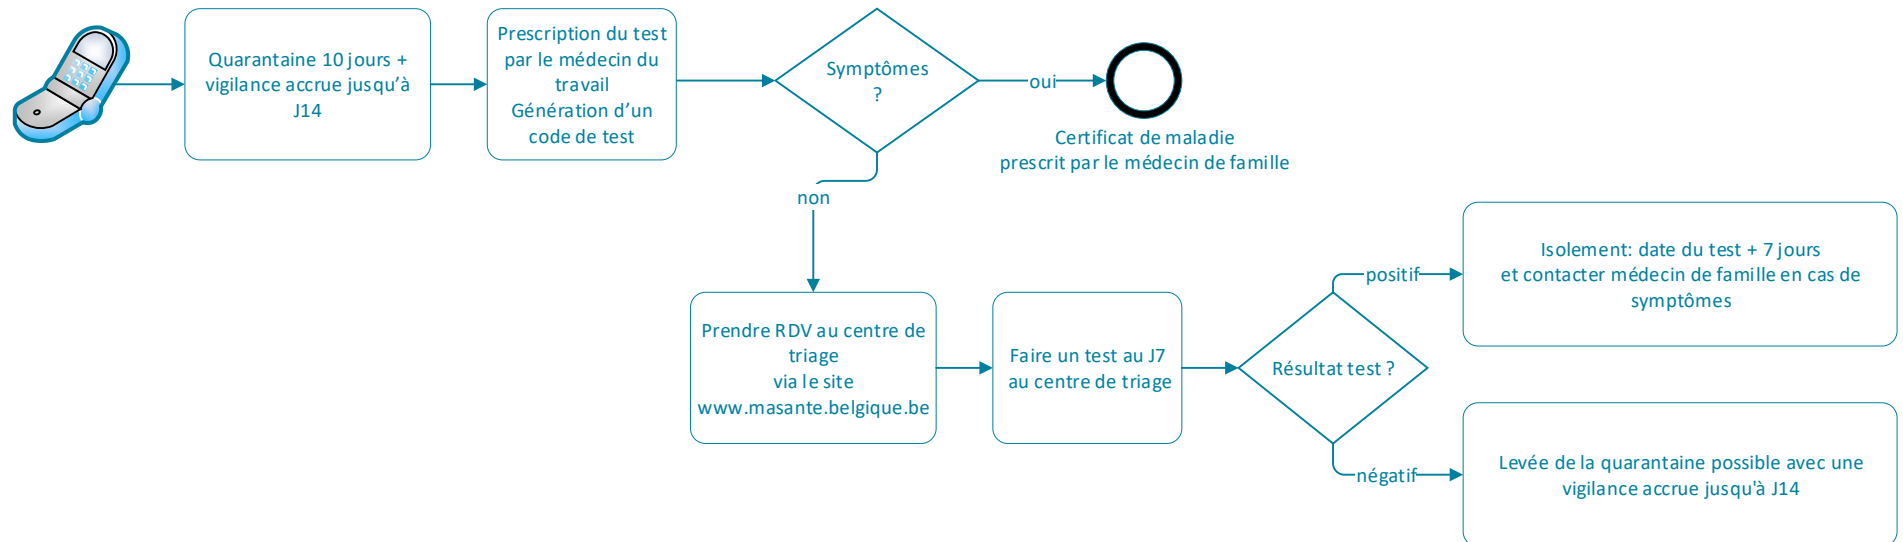 Quarantaine 10 jours +
vigilance accrue jusqu’à
J14
Prescription du test
par le médecin du
travail
Génération d’un
code de test
Symptômes
?
oui
Certificat de maladie
prescrit par le médecin de famille
non
Prendre RDV au centre de
triage
via le site
www.masante.belgique.be
Faire un test au J7
au centre de triage
Résultat test ?
positif
Isolement: date du test + 7 jours
et contacter médecin de famille en cas de
symptômes
négatif
Levée de la quarantaine possible avec une
vigilance accrue jusqu'à J14